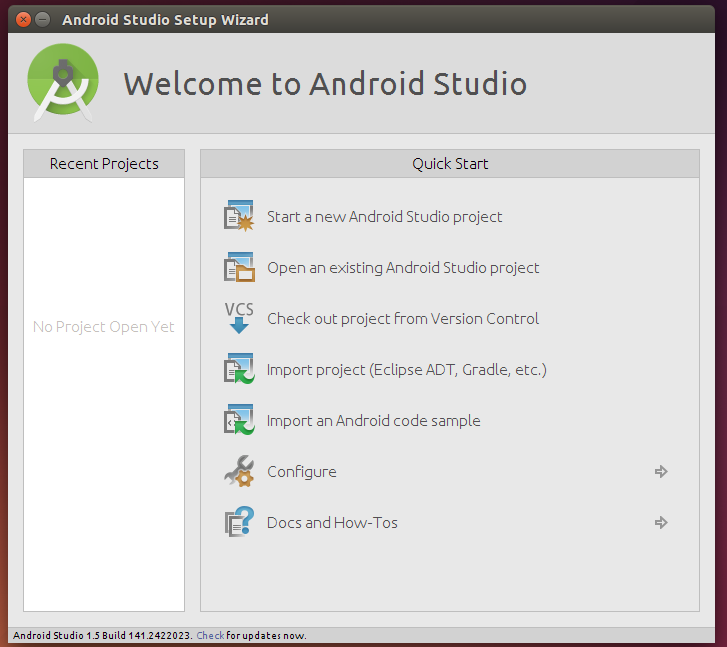 Android Studio Setup Wizard
Welcome to Android Studio
Recent Projects
No Project Open Yet
Quick Start
Start a new Android Studio project
Open an existing Android Studio project
VCS
Check out project from Version Control
Import project (Eclipse ADT, Gradle, etc.)
Import an Android code sample
Configure
Docs and How-Tos
Android Studio 1.5 Build 141.2422023. Check for updates now.